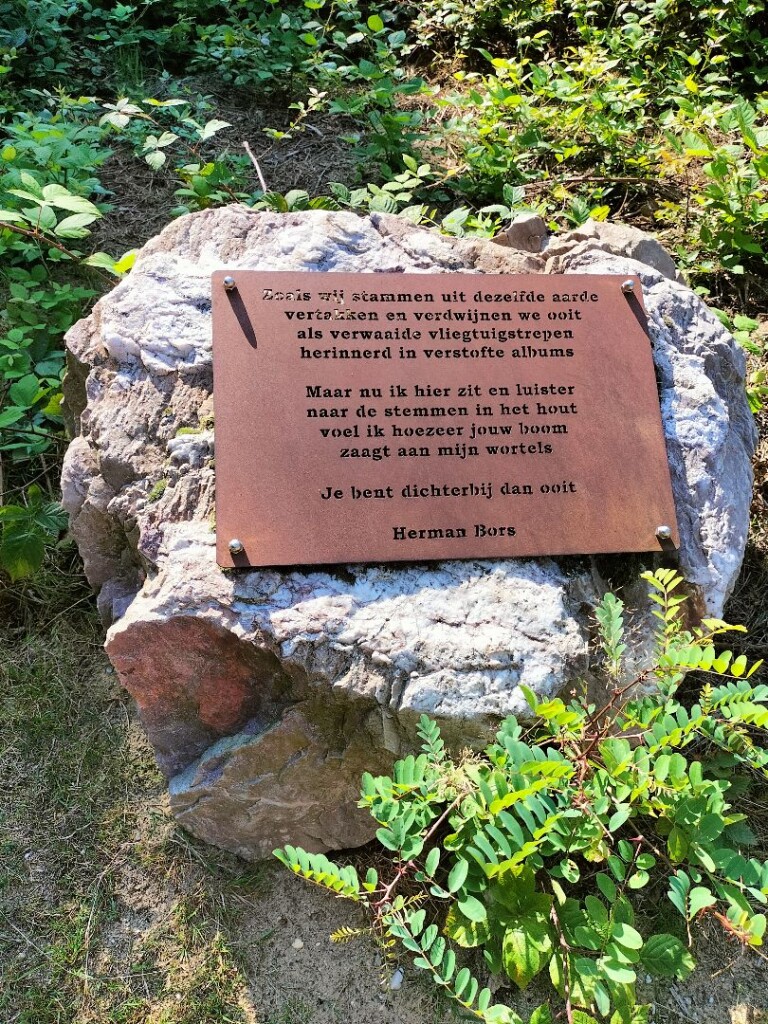 Zoals wij stammen uit dezelfde aarde
vertakken en verdwijnen we ooit
als verwaaide vliegtuigstrepen
herinnerd in verstofte albums
Maar nu ik hier zit en luister
naar de stemmen in het hout
voel ik hoezeer jouw boom
zaagt aan mijn wortels
Je bent dichterbij dan ooit
Herman Bors